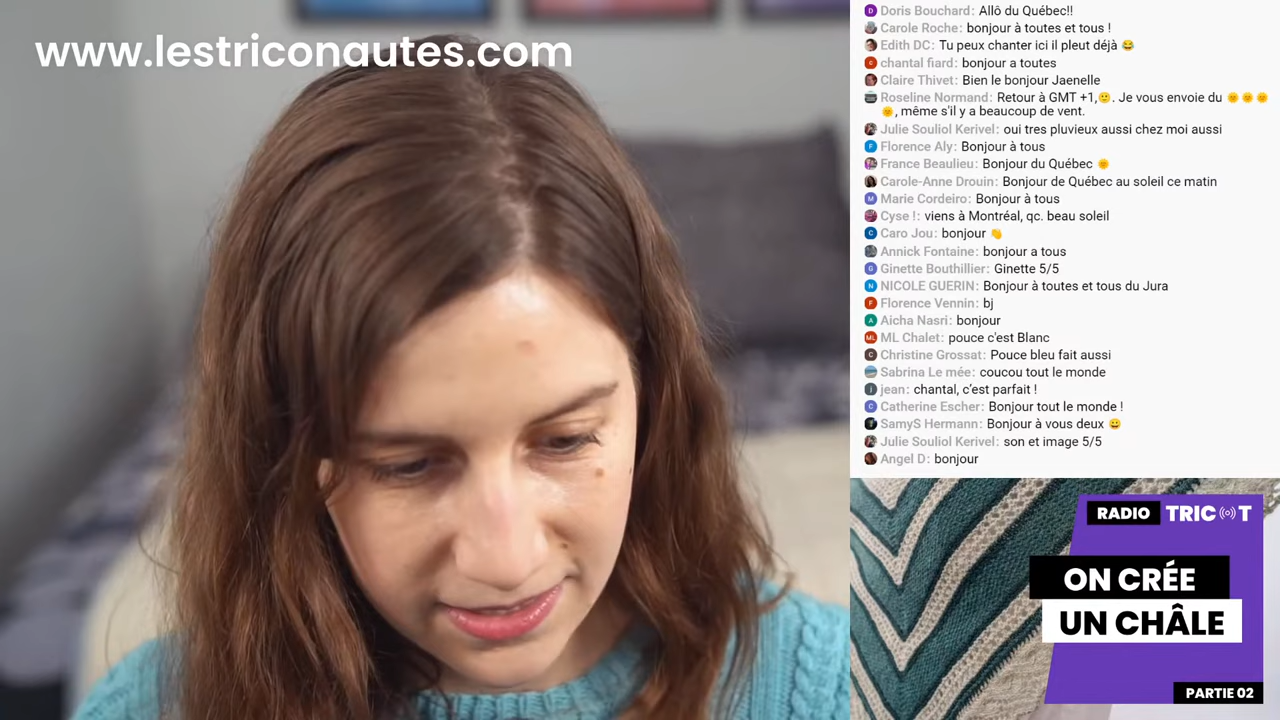 www.lestriconautes.com
Doris Bouchard: Allô du Québec!!
Carole Roche: bonjour à toutes et tous !
Edith DC: Tu peux chanter ici il pleut déjà 😂
chantal fiard: bonjour a toutes
Claire Thivet: Bien le bonjour Jaenelle
Roseline Normand: Retour à GMT +1,🙂. Je vous envoie du 🌞🌞🌞
🌞, même s'il y a beaucoup de vent.
Julie Souliol Kerivel: oui tres pluvieux aussi chez moi aussi
Florence Aly: Bonjour à tous
France Beaulieu: Bonjour du Québec 🌞
Carole-Anne Drouin: Bonjour de Québec au soleil ce matin
Marie Cordeiro: Bonjour à tous
Cyse !: viens à Montréal, qc. beau soleil
Caro Jou: bonjour 👋
Annick Fontaine: bonjour a tous
Ginette Bouthillier: Ginette 5/5
NICOLE GUERIN: Bonjour à toutes et tous du Jura
Florence Vennin: bj
Aicha Nasri: bonjour
ML Chalet: pouce c'est Blanc
Christine Grossat: Pouce bleu fait aussi
Sabrina Le mée: coucou tout le monde
jean: chantal, c'est parfait !
Catherine Escher: Bonjour tout le monde !
SamyS Hermann: Bonjour à vous deux 😀
Julie Souliol Kerivel: son et image 5/5
Angel D: bonjour
RADIO TRICOT
ON CRÉE
UN CHÂLE
PARTIE 02